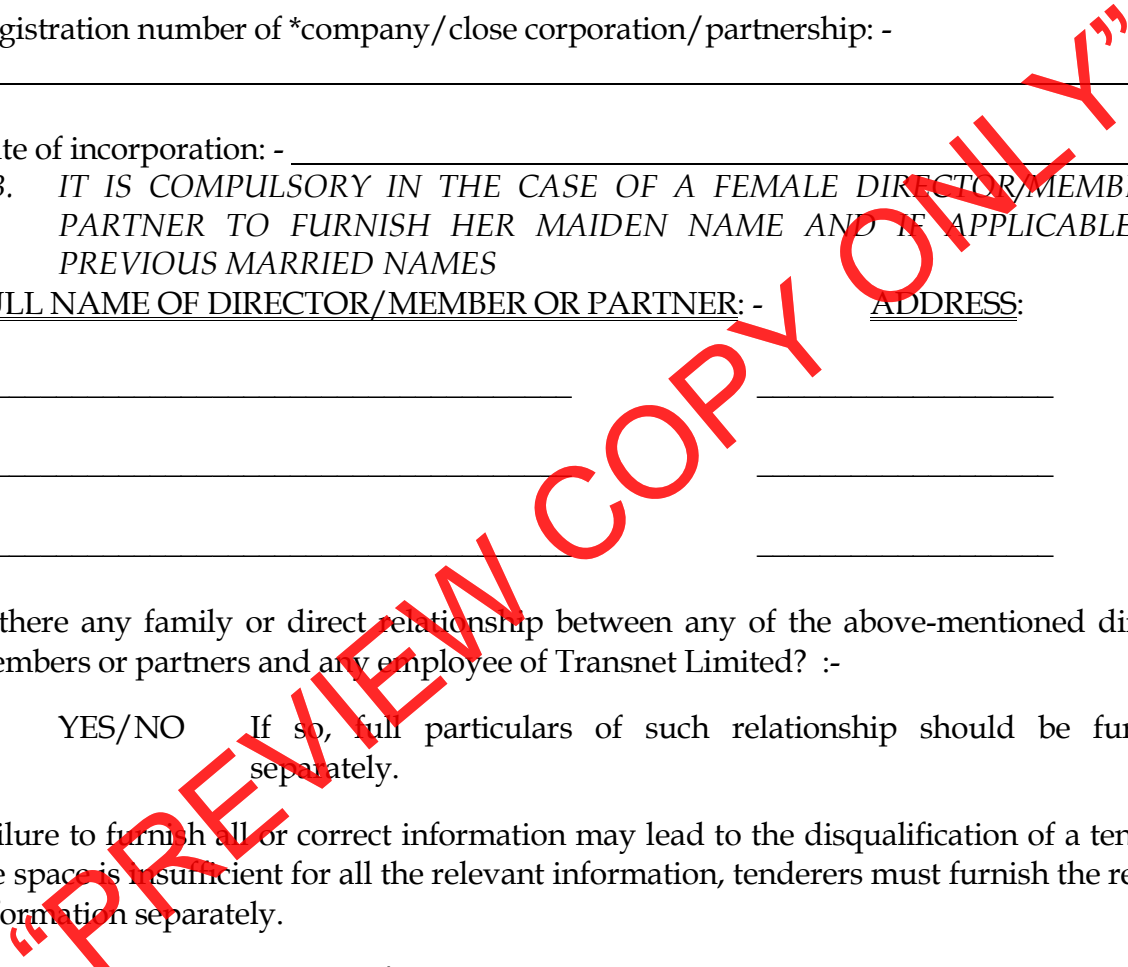 gistration number of *company/close corporation/partnership: -
te of incorporation: -
3. IT IS COMPULSORY IN THE CASE OF A FEMALE DIRECTOR/MEMB
PARTNER TO FURNISH HER MAIDEN NAME AND IF APPLICABLE
PREVIOUS MARRIED NAMES
ULL NAME OF DIRECTOR/MEMBER OR PARTNER: - ADDRESS:
there any family or direct relationship between any of the above-mentioned di
embers or partners and any employee of Transnet Limited? :-
YES/NO If so, full particulars of such relationship should be fur
separately.
ilure to furnish all or correct information may lead to the disqualification of a ten
e space is insufficient for all the relevant information, tenderers must furnish the re
formation separately.
“PREVIEW COPY ONLY”